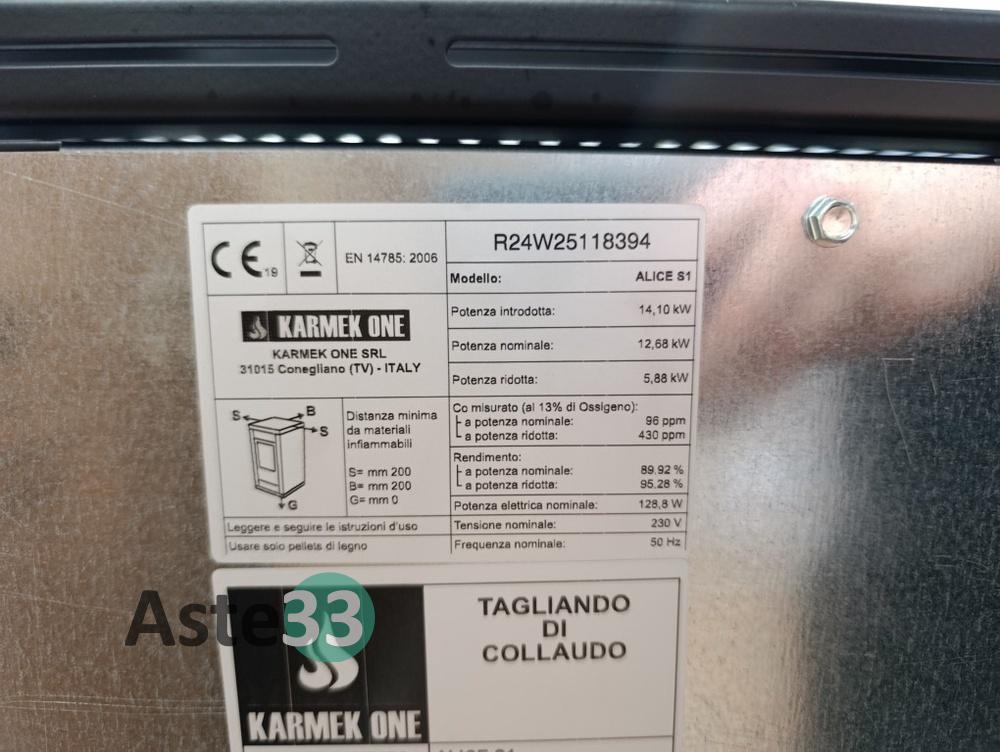 CE 19
EN 14785: 2006
R24W25118394
Modello: ALICE S1
KARMEK ONE
KARMEK ONE SRL
31015 Conegliano (TV) - ITALY
Potenza introdotta: 14,10 kW
Potenza nominale: 12,68 kW
Potenza ridotta: 5,88 kW
S B S G
Distanza minima
da materiali
infiammabili
S= mm 200
B= mm 200
G= mm 0
Co misurato (al 13% di Ossigeno):
a potenza nominale: 96 ppm
a potenza ridotta: 430 ppm
Rendimento:
a potenza nominale: 89.92 %
a potenza ridotta: 95.28 %
Potenza elettrica nominale: 128,8 W
Tensione nominale: 230 V
Frequenza nominale: 50 Hz
Leggere e seguire le istruzioni d'uso
Usare solo pellets di legno
Aste33
KARMEK ONE
TAGLIANDO
DI
COLLAUDO